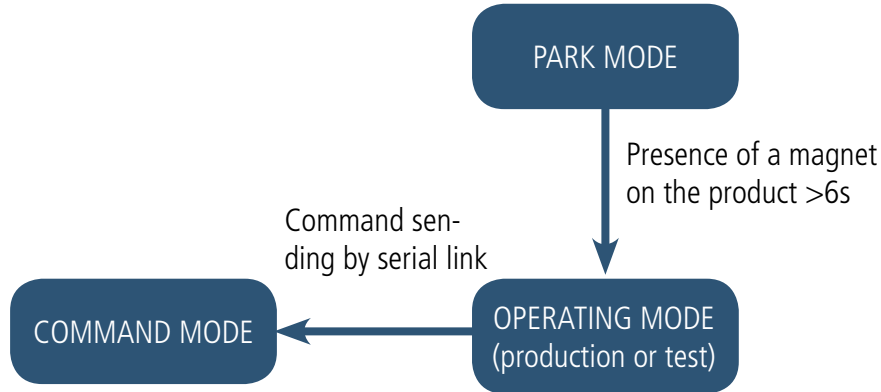 PARK MODE
Presence of a magnet
on the product >6s
Command sen-
ding by serial link
COMMAND MODE
OPERATING MODE
(production or test)